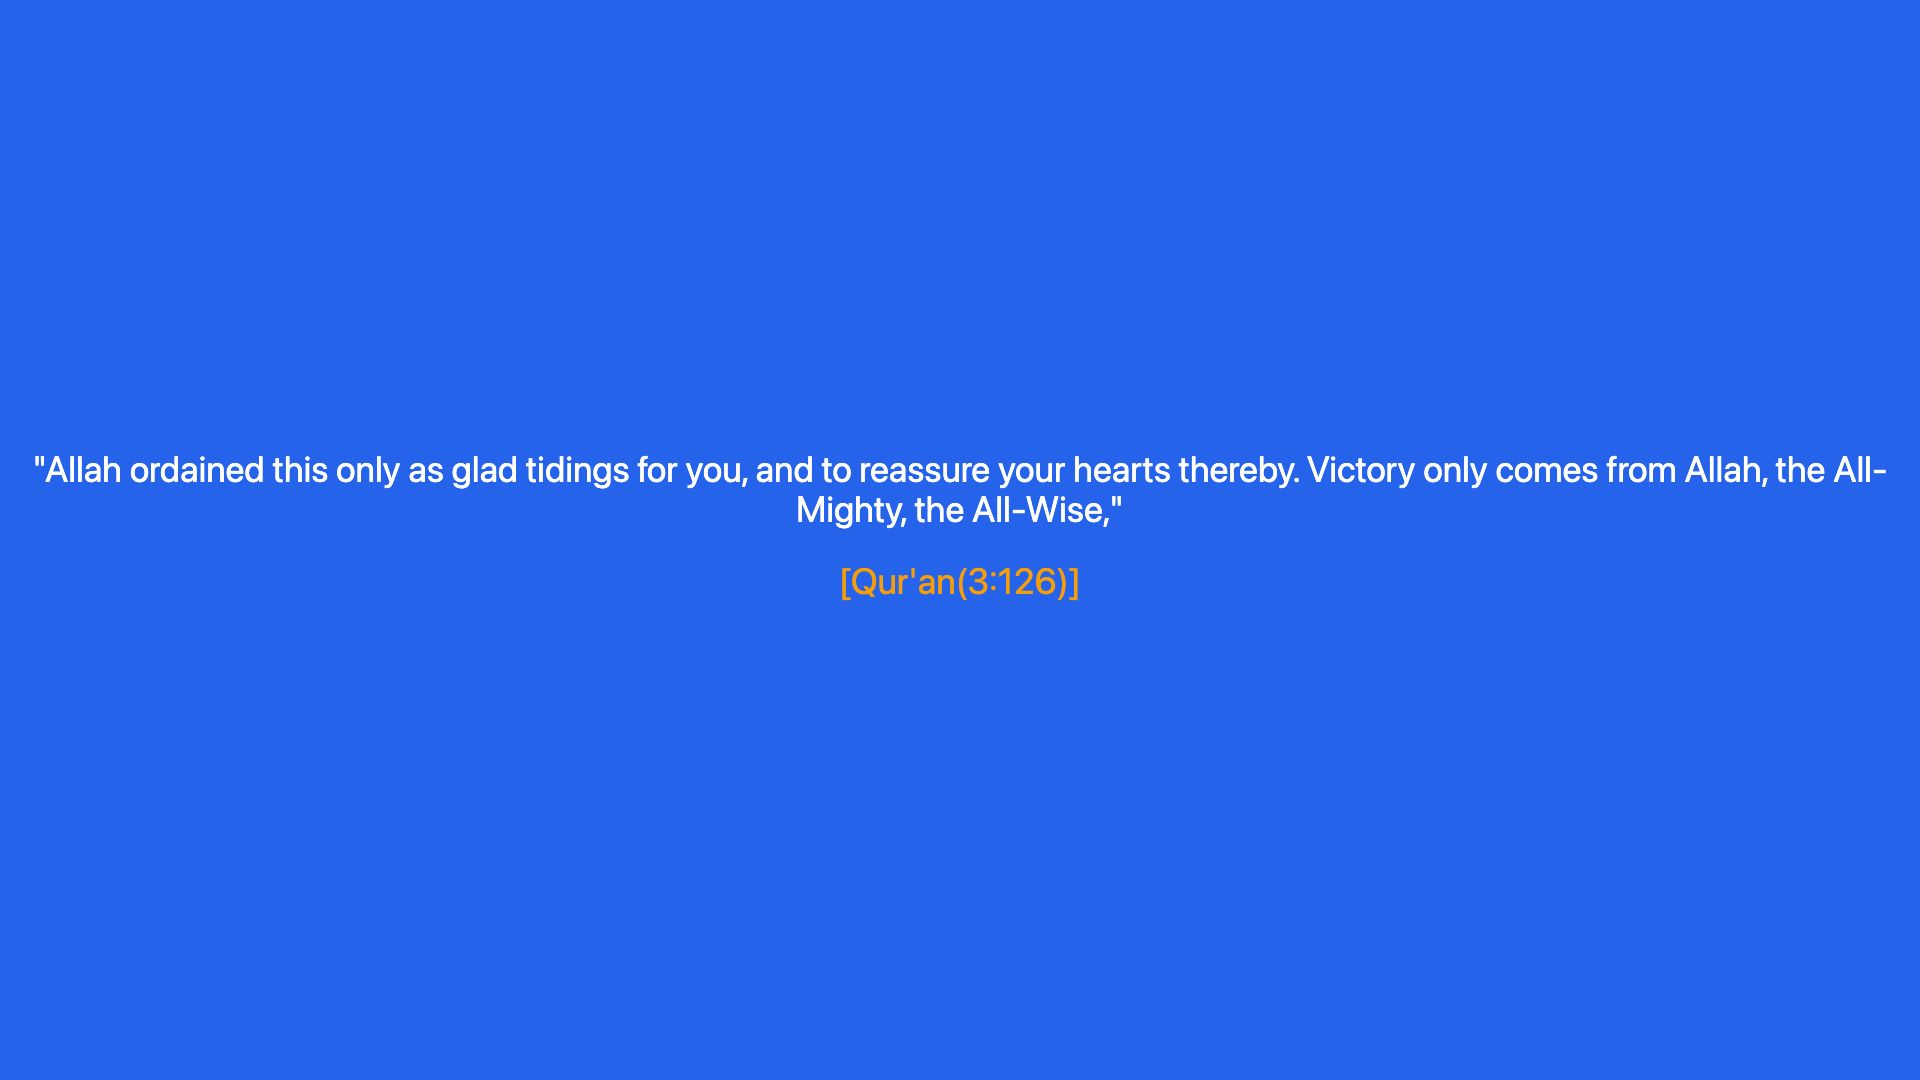 "Allah ordained this only as glad tidings for you, and to reassure your hearts thereby. Victory only comes from Allah, the All-
Mighty, the All-Wise,"
[Qur'an(3:126)]